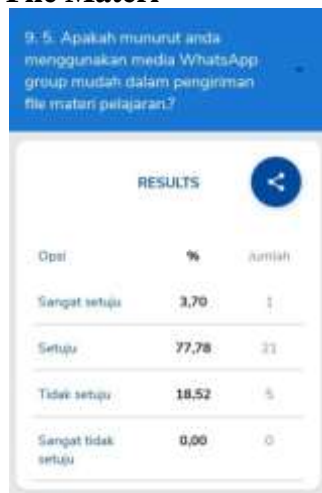 File Materi
9. 5. Apakah munurut anda
menggunakan media WhatsApp
group mudah dalam pengiriman
file materi pelajaran?
RESULTS
Opsi % Jumlah
Sangat setuju 3,70 1
Setuju 77,78 21
Tidak setuju 18,52 5
Sangat tidak 0,00 0
setuju